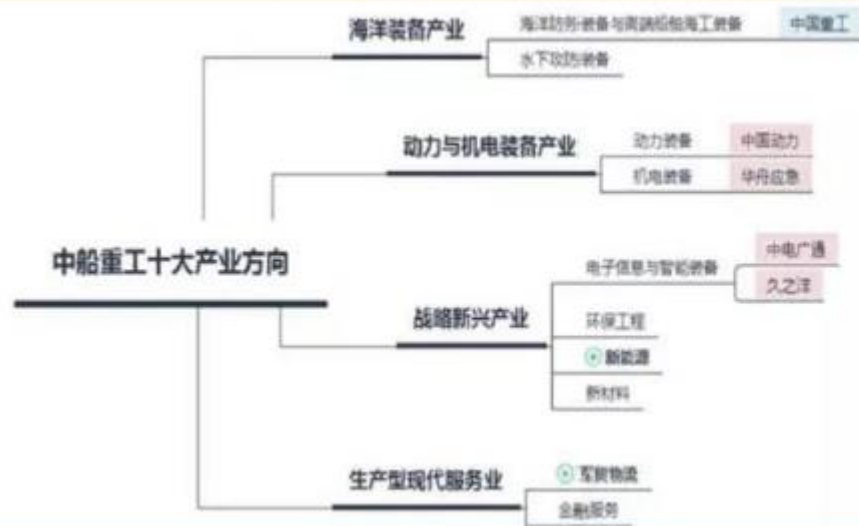 海洋装备产业
海洋防务装备与高端船舶海工装备
中国重工
水下攻防装备
动力与机电装备产业
动力装备
中国动力
机电装备
华舟应急
中船重工十大产业方向
战略新兴产业
电子信息与智能装备
中电广通
久之洋
环保工程
新能源
新材料
生产型现代服务业
军贸物流
金融服务